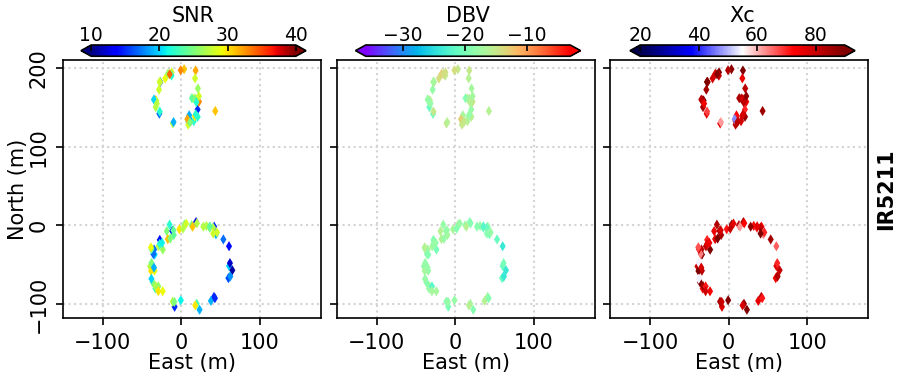 SNR DBV Xc
10 20 30 40 −30 −20 −10 20 40 60 80
200
100
0
−100
North (m)
IR5211
−100 0 100 −100 0 100 −100 0 100
East (m) East (m) East (m)